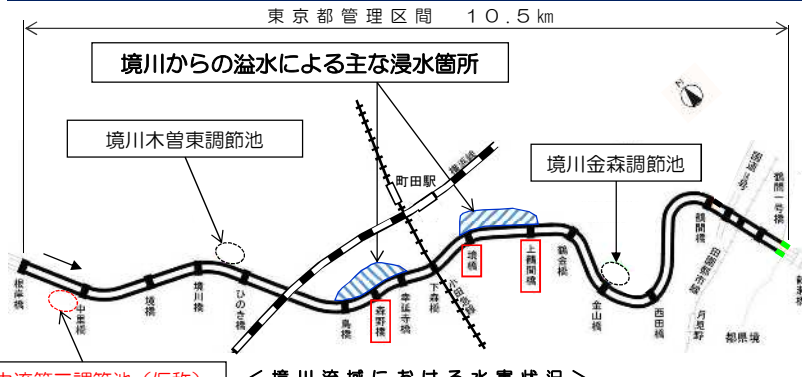 東京都管理区間 10.5㎞
境川からの溢水による主な浸水箇所
境川木曽東調節池
町田駅
横浜線
境川金森調節池
国道16号
鶴間一号橋
鶴間橋
田園都市線
月見野
都県境
根岸橋
中里橋
境橋
境川橋
ひのき橋
鳥橋
森野橋
幸延寺橋
下森橋
小田急線
境橋
上鶴間橋
鶴金橋
金山橋
西田橋
<境川流域における水害状況>